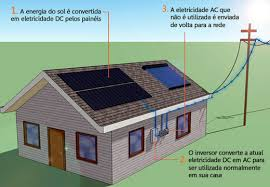 1. A energia do sol é convertida
em eletricidade DC pelos painéis
3. A eletricidade AC que
não é utilizada é enviada
de volta para a rede
2. O inversor converte a atual
eletricidade DC em AC para
ser utilizada normalmente
em sua casa